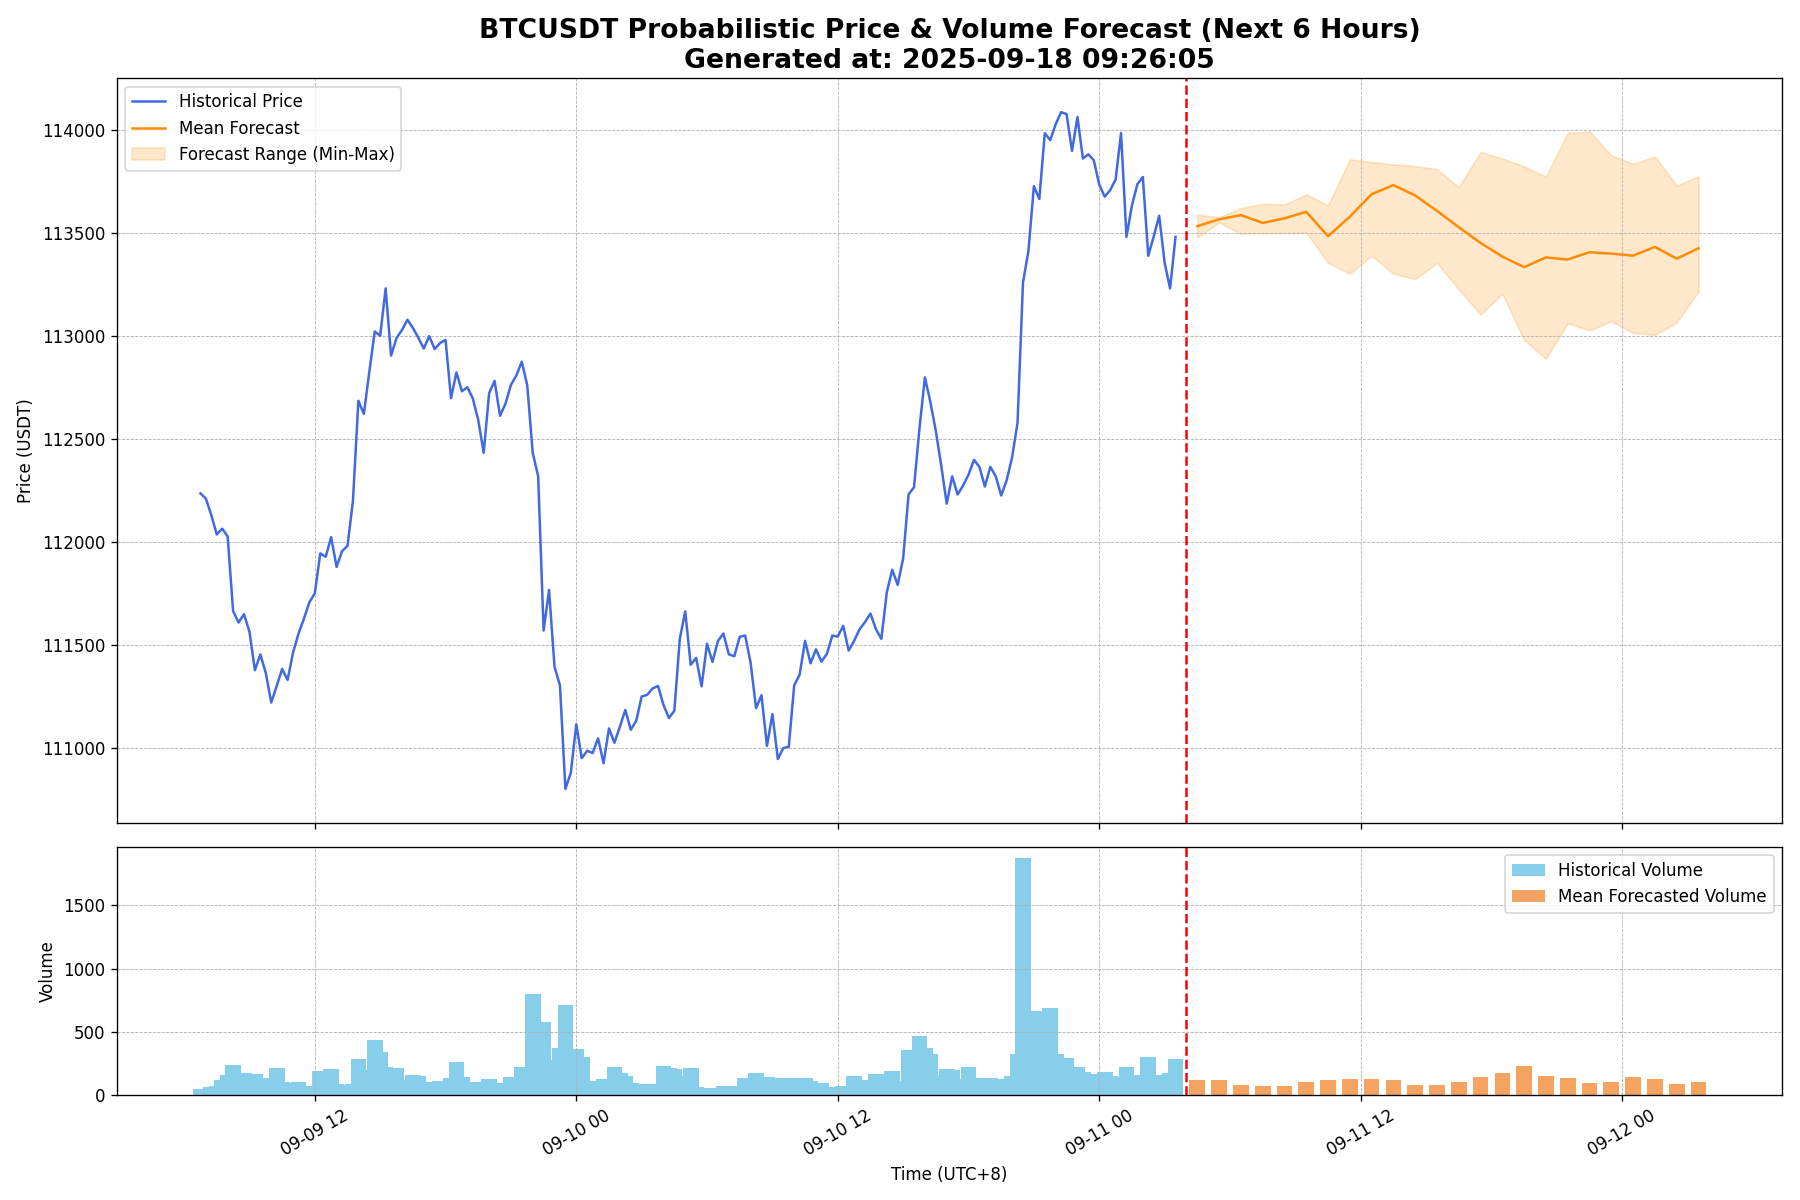 BTCUSDT Probabilistic Price & Volume Forecast (Next 6 Hours)
Generated at: 2025-09-18 09:26:05
Historical Price
Mean Forecast
Forecast Range (Min-Max)
114000
113500
113000
112500
112000
111500
111000
Price (USDT)
Historical Volume
Mean Forecasted Volume
1500
1000
500
0
Volume
09-09 12
09-10 00
09-10 12
09-11 00
09-11 12
09-12 00
Time (UTC+8)